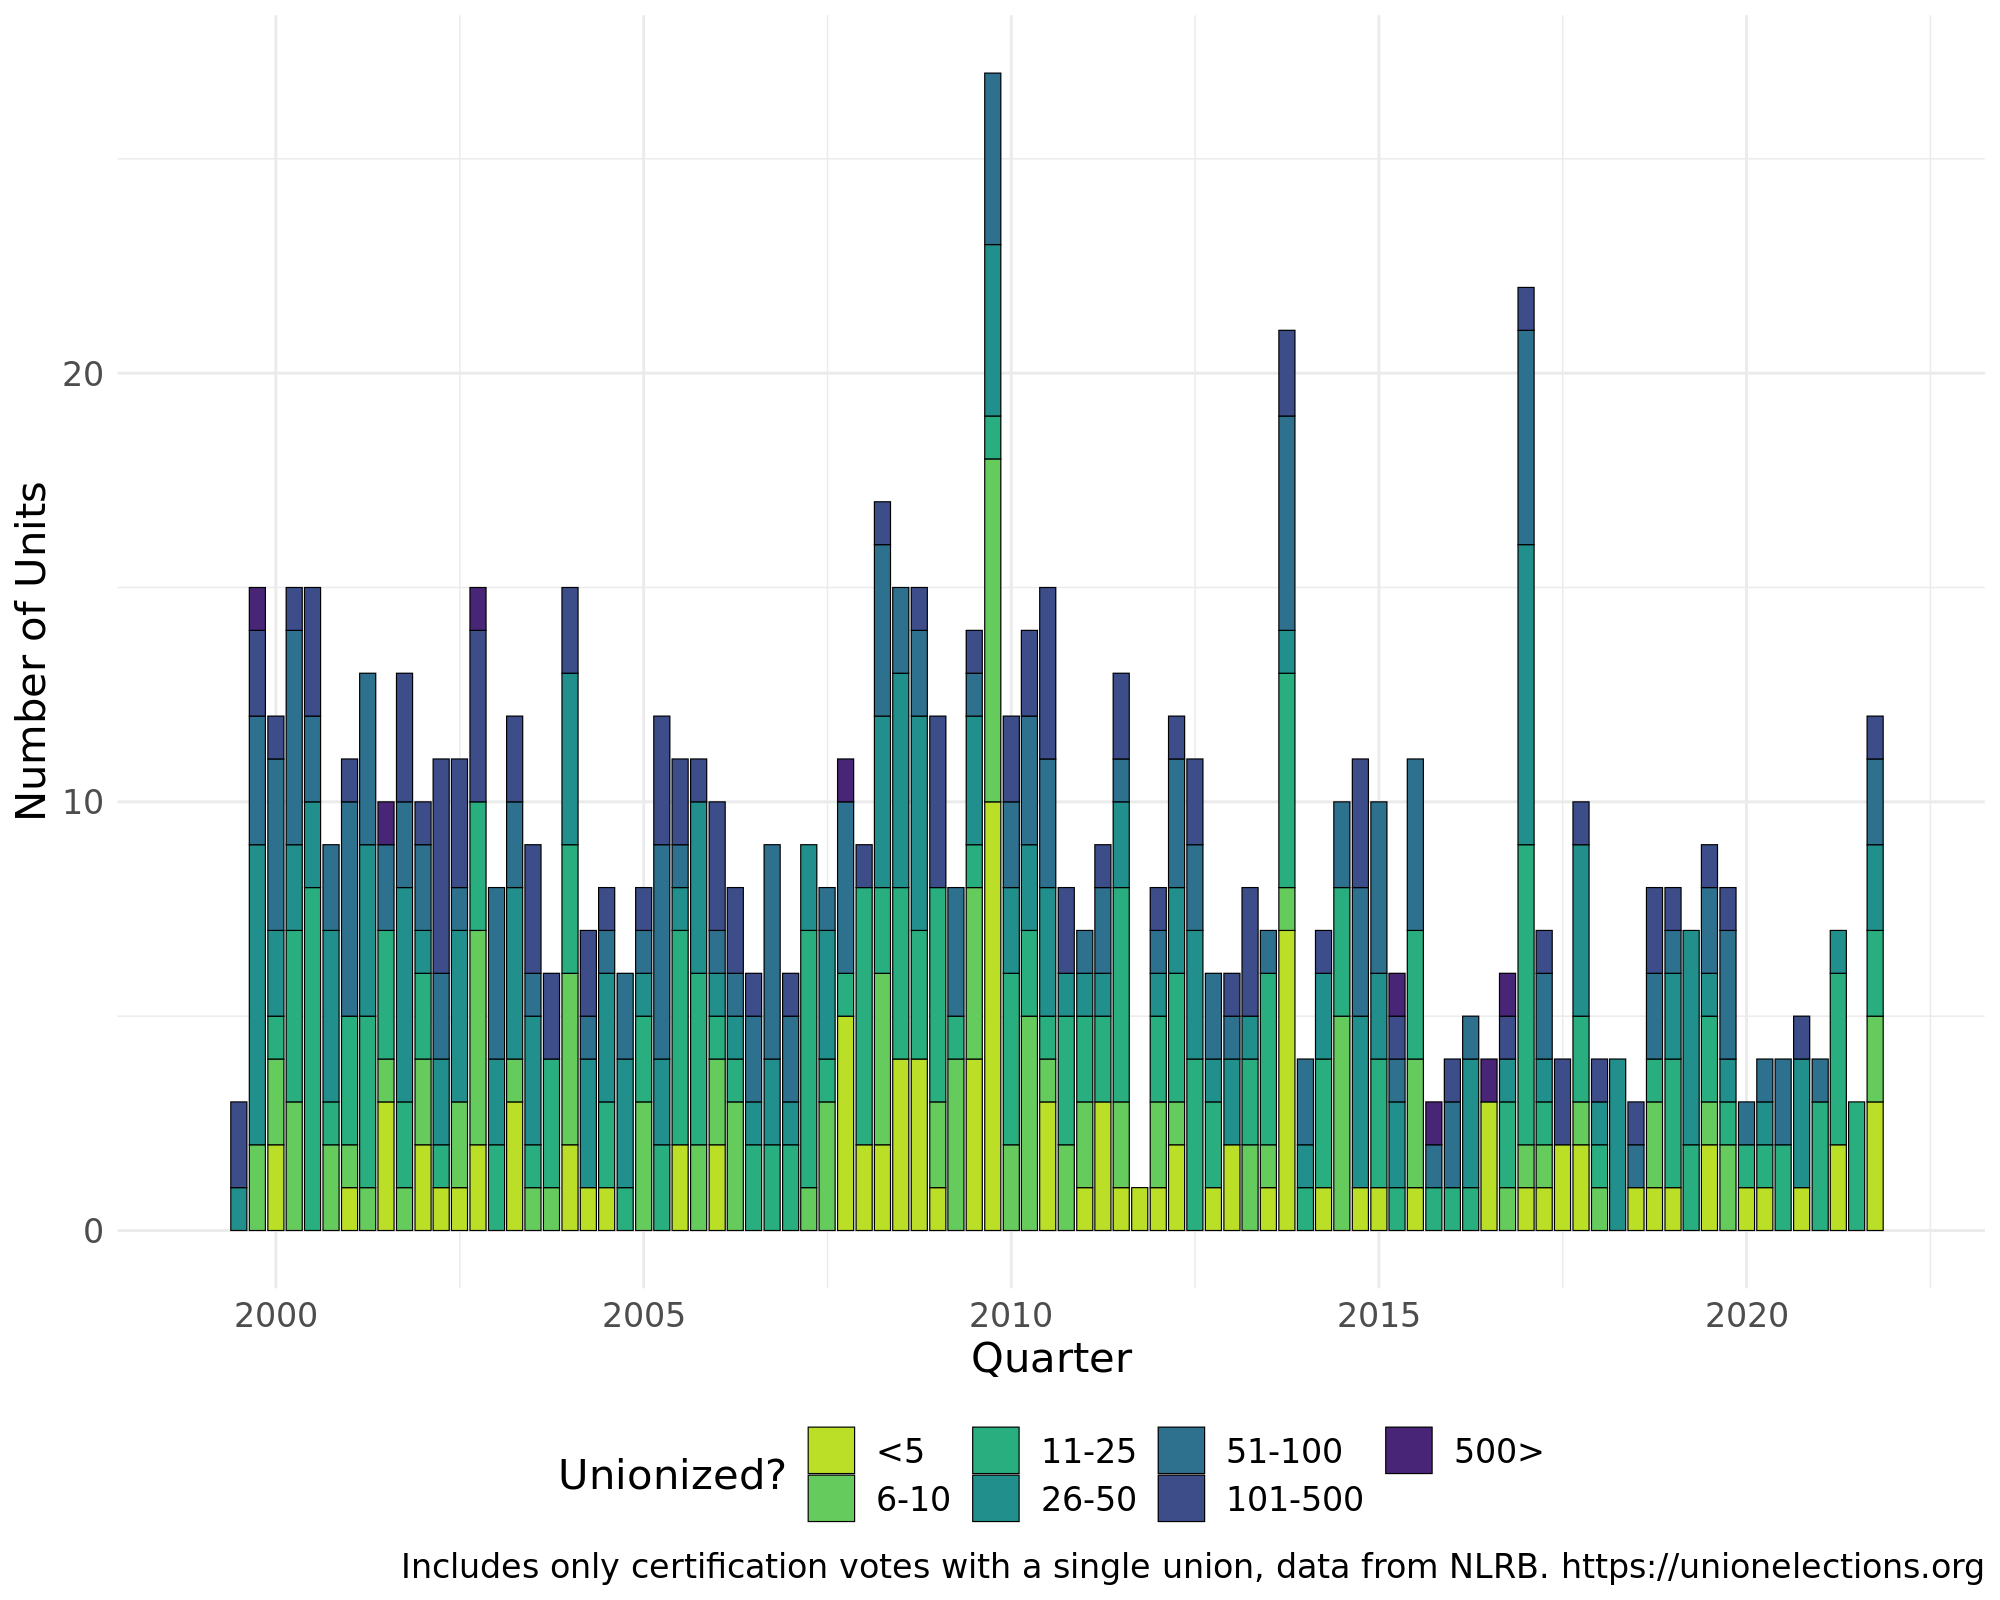 Number of Units
20
10
0
2000 2005 2010 2015 2020
Quarter
Unionized?
<5 11-25 51-100 500>
6-10 26-50 101-500
Includes only certification votes with a single union, data from NLRB. https://unionelections.org